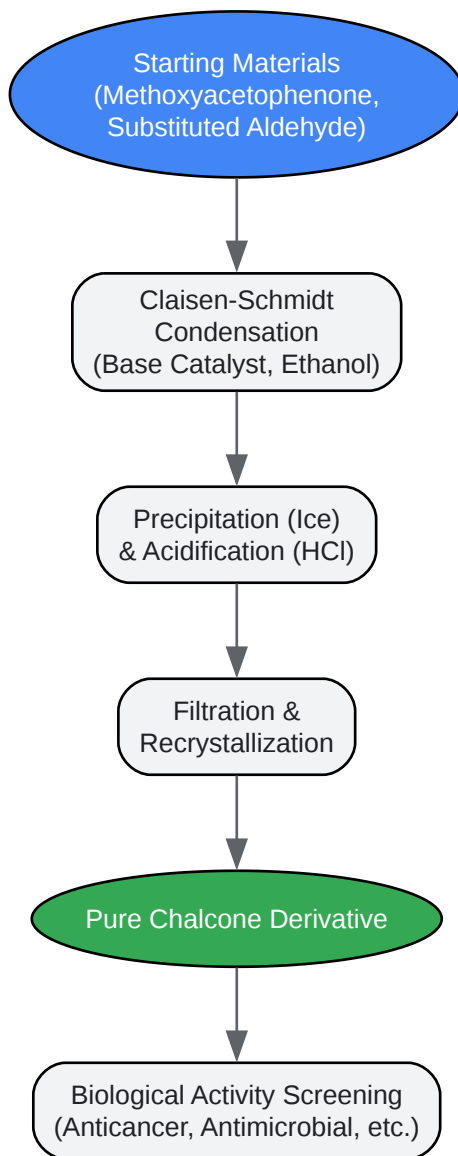 Starting Materials
(Methoxyacetophenone,
Substituted Aldehyde)
Claisen-Schmidt
Condensation
(Base Catalyst, Ethanol)
Precipitation (Ice)
& Acidification (HCl)
Filtration &
Recrystallization
Pure Chalcone Derivative
Biological Activity Screening
(Anticancer, Antimicrobial, etc.)